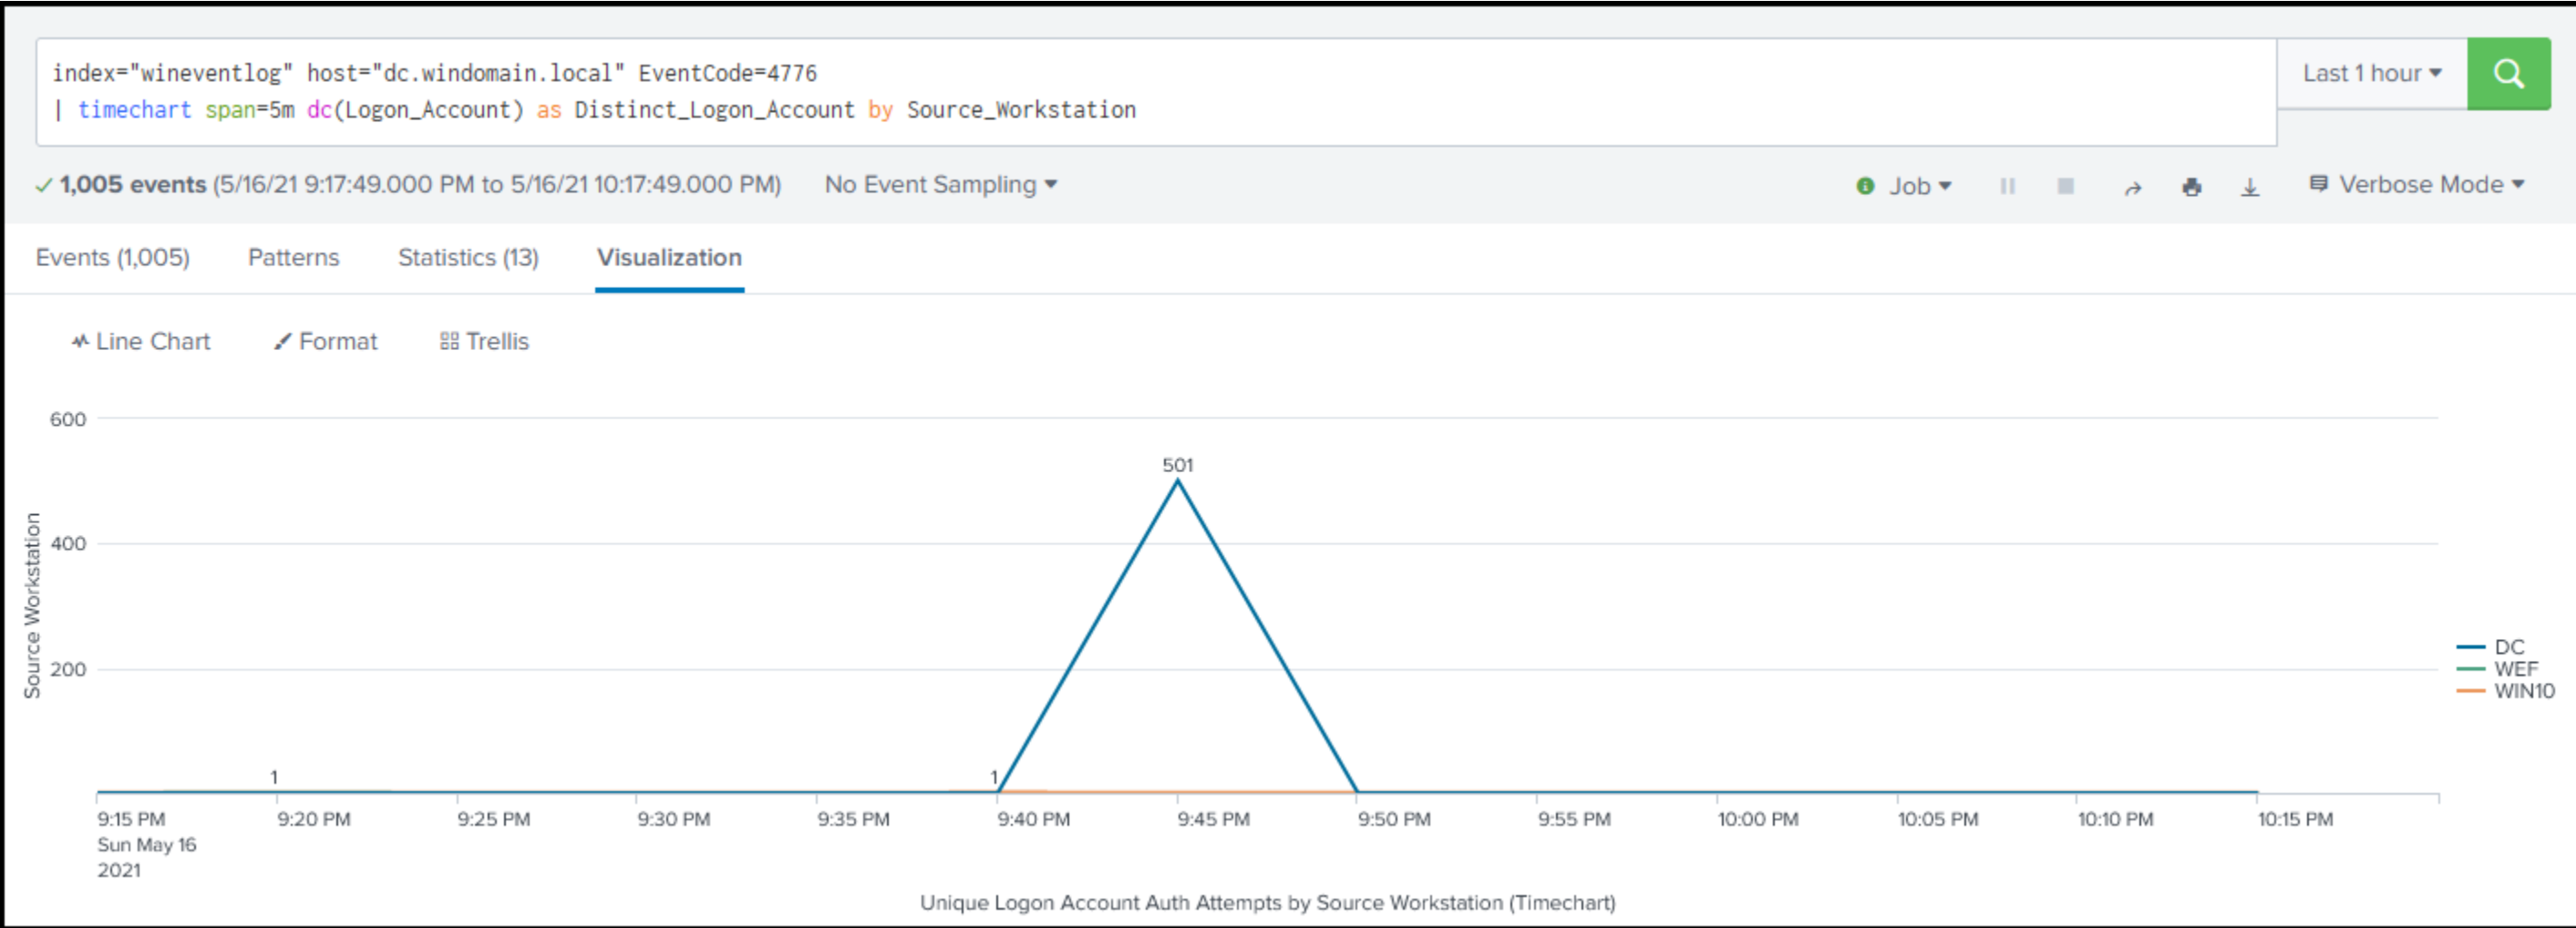 index="wineventlog" host="dc.windomain.local" EventCode=4776
| timechart span=5m dc(Logon_Account) as Distinct_Logon_Account by Source_Workstation
Last 1 hour
1,005 events (5/16/21 9:17:49.000 PM to 5/16/21 10:17:49.000 PM) No Event Sampling Job Verbose Mode
Events (1,005) Patterns Statistics (13) Visualization
Line Chart Format Trellis
600
501
400
200
Source Workstation
1 1
DC
WEF
WIN10
9:15 PM 9:20 PM 9:25 PM 9:30 PM 9:35 PM 9:40 PM 9:45 PM 9:50 PM 9:55 PM 10:00 PM 10:05 PM 10:10 PM 10:15 PM
Sun May 16
2021
Unique Logon Account Auth Attempts by Source Workstation (Timechart)